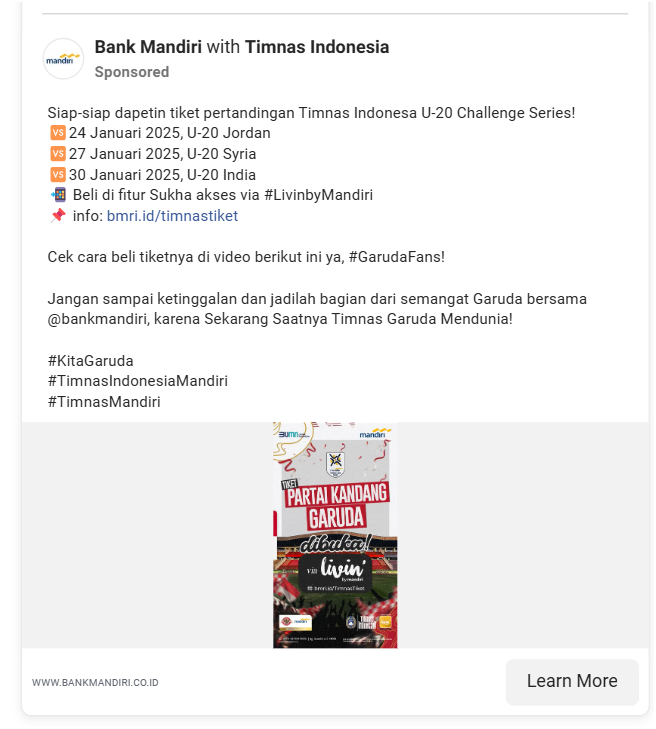 mandiri
Bank Mandiri with Timnas Indonesia
Sponsored
Siap-siap dapetin tiket pertandingan Timnas Indonesa U-20 Challenge Series!
🆚 24 Januari 2025, U-20 Jordan
🆚 27 Januari 2025, U-20 Syria
🆚 30 Januari 2025, U-20 India
📲 Beli di fitur Sukha akses via #LivinbyMandiri
📌 info: bmri.id/timnastiket
Cek cara beli tiketnya di video berikut ini ya, #GarudaFans!
Jangan sampai ketinggalan dan jadilah bagian dari semangat Garuda bersama
@bankmandiri, karena Sekarang Saatnya Timnas Garuda Mendunia!
#KitaGaruda
#TimnasIndonesiaMandiri
#TimnasMandiri
BUMN
mandiri
TIKET
PARTAI KANDANG
GARUDA
dibuka!
via livin'
by mandiri
bmri.id/TimnasTiket
WWW.BANKMANDIRI.CO.ID
Learn More